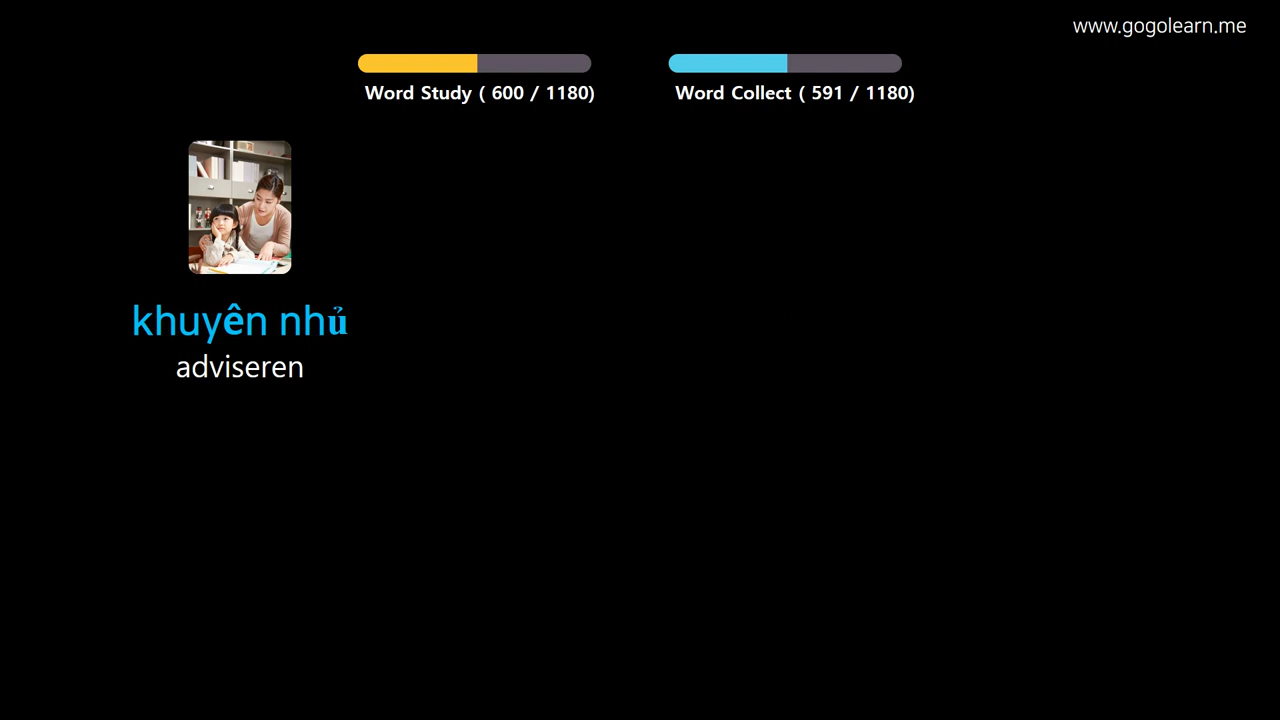 www.gogolearn.me
Word Study ( 600 / 1180)
Word Collect ( 591 / 1180)
khuyên nhủ
adviseren